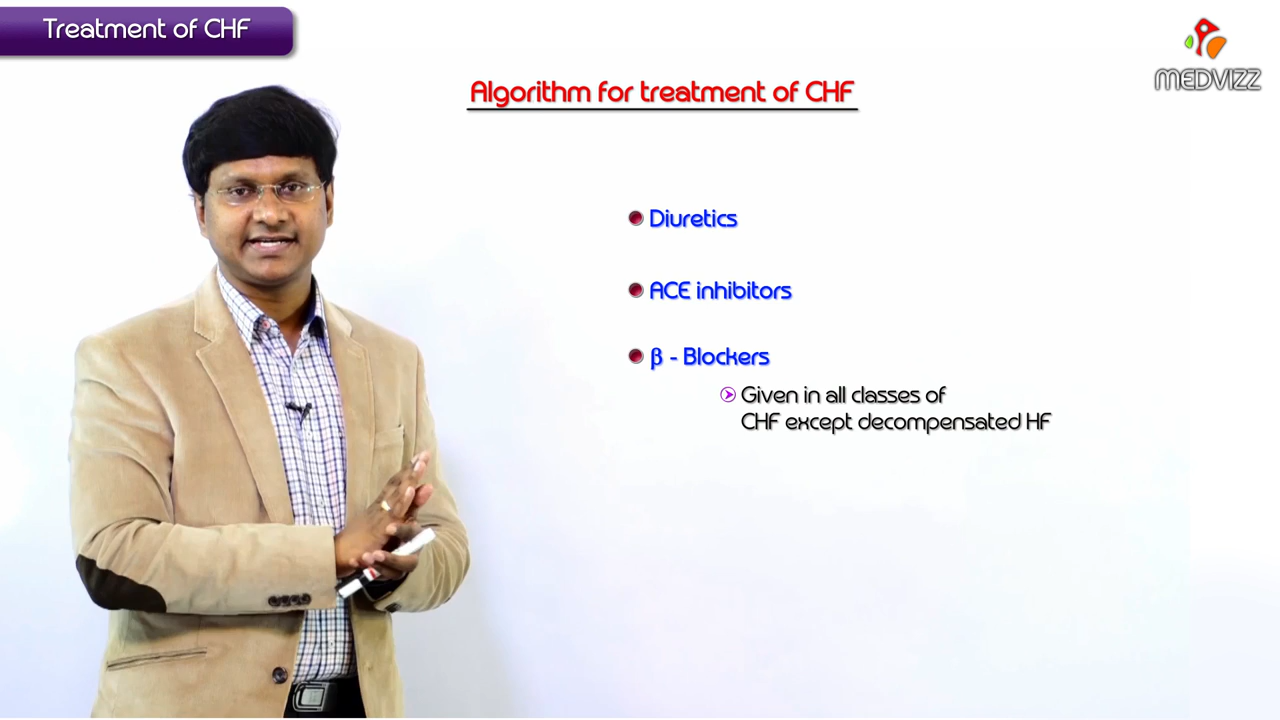 Treatment of CHF
MEDVIZZ
Algorithm for treatment of CHF
Diuretics
ACE inhibitors
β - Blockers
Given in all classes of
CHF except decompensated HF